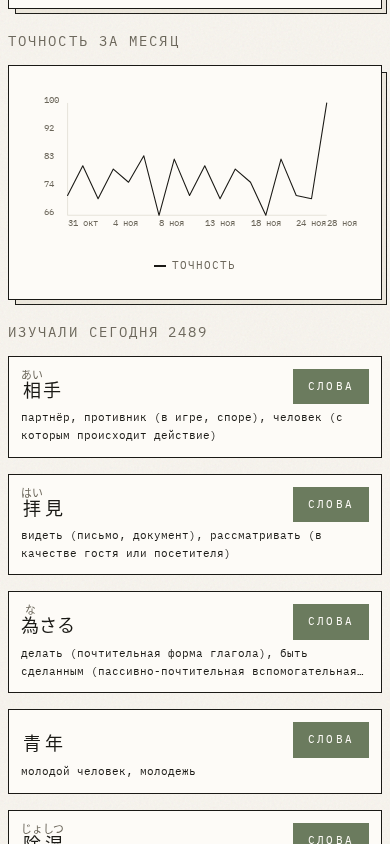 ТОЧНОСТЬ ЗА МЕСЯЦ
100
92
83
74
66
31 окт 4 ноя 8 ноя 13 ноя 18 ноя 24 ноя 28 ноя
ТОЧНОСТЬ
ИЗУЧАЛИ СЕГОДНЯ 2489
あい
相手
СЛОВА
партнёр, противник (в игре, споре), человек (с
которым происходит действие)
はい
拝見
СЛОВА
видеть (письмо, документ), рассматривать (в
качестве гостя или посетителя)
な
為さる
СЛОВА
делать (почтительная форма глагола), быть
сделанным (пассивно-почтительная вспомогательная…
青年
СЛОВА
молодой человек, молодежь
じょしつ
除湿
СЛОВА